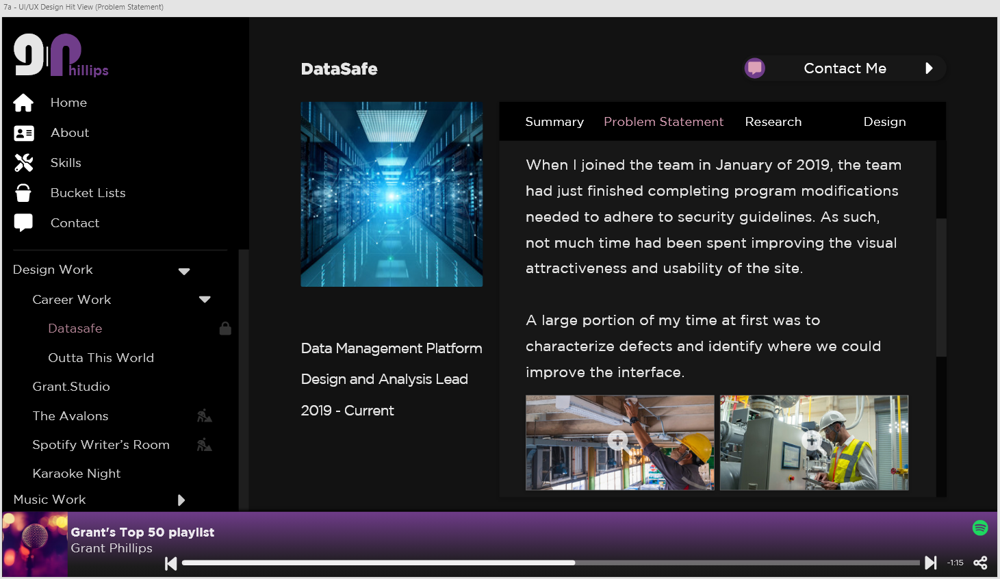 7a - UI/UX Design Hit View (Problem Statement)
g|P
hillips
Home
About
Skills
Bucket Lists
Contact
Design Work
Career Work
Datasafe
Outta This World
Grant.Studio
The Avalons
Spotify Writer's Room
Karaoke Night
Music Work
DataSafe
Contact Me
Data Management Platform
Design and Analysis Lead
2019 - Current
Summary Problem Statement Research Design
When I joined the team in January of 2019, the team
had just finished completing program modifications
needed to adhere to security guidelines. As such,
not much time had been spent improving the visual
attractiveness and usability of the site.
A large portion of my time at first was to
characterize defects and identify where we could
improve the interface.
Grant's Top 50 playlist
Grant Phillips
-1:15